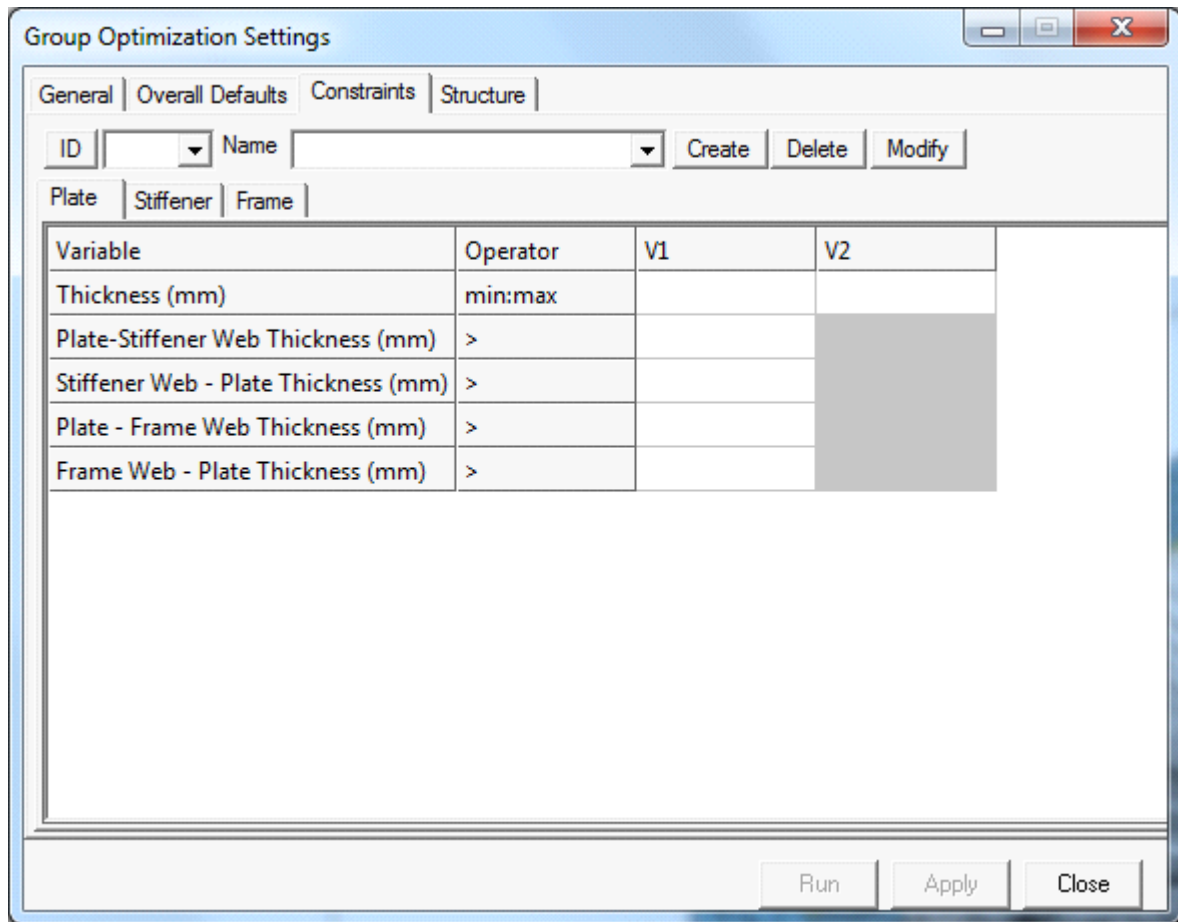 Group Optimization Settings
General Overall Defaults Constraints Structure
ID Name Create Delete Modify
Plate Stiffener Frame
Variable Operator V1 V2
Thickness (mm) min:max
Plate-Stiffener Web Thickness (mm) >
Stiffener Web - Plate Thickness (mm) >
Plate - Frame Web Thickness (mm) >
Frame Web - Plate Thickness (mm) >
Run Apply Close